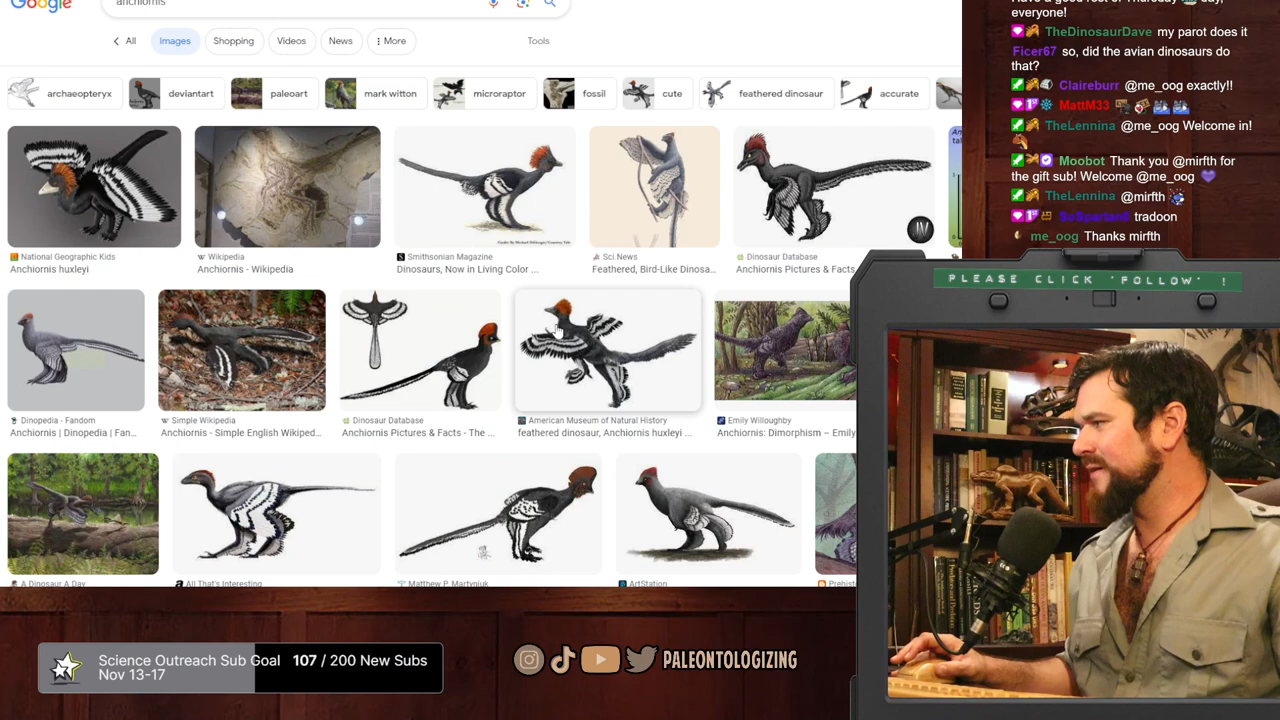 Google
anchiornis
All
Images
Shopping
Videos
News
More
Tools
archaeopteryx
deviantart
paleoart
mark witton
microraptor
fossil
cute
feathered dinosaur
accurate
National Geographic Kids
Anchiornis huxleyi
Wikipedia
Anchiornis - Wikipedia
Smithsonian Magazine
Dinosaurs, Now in Living Color ...
Sci.News
Feathered, Bird-Like Dinosa...
Dinosaur Database
Anchiornis Pictures & Facts
Dinopedia - Fandom
Anchiornis | Dinopedia | Fan...
Simple Wikipedia
Anchiornis - Simple English Wikiped...
Dinosaur Database
Anchiornis Pictures & Facts - The ...
American Museum of Natural History
feathered dinosaur, Anchiornis huxleyi ...
Emily Willoughby
Anchiornis: Dimorphism – Emily
A Dinosaur A Day
All That's Interesting
Matthew P. Martyniuk
ArtStation
Prehist
everyone!
TheDinosaurDave my parot does it
Ficer67 so, did the avian dinosaurs do
that?
Claireburr @me_oog exactly!!
MattM33
TheLennina @me_oog Welcome in!
Moobot Thank you @mirfth for
the gift sub! Welcome @me_oog
TheLennina @mirfth
SoSpartan6 tradoon
me_oog Thanks mirfth
PLEASE CLICK 'FOLLOW' !
Science Outreach Sub Goal 107 / 200 New Subs
Nov 13-17
PALEONTOLOGIZING